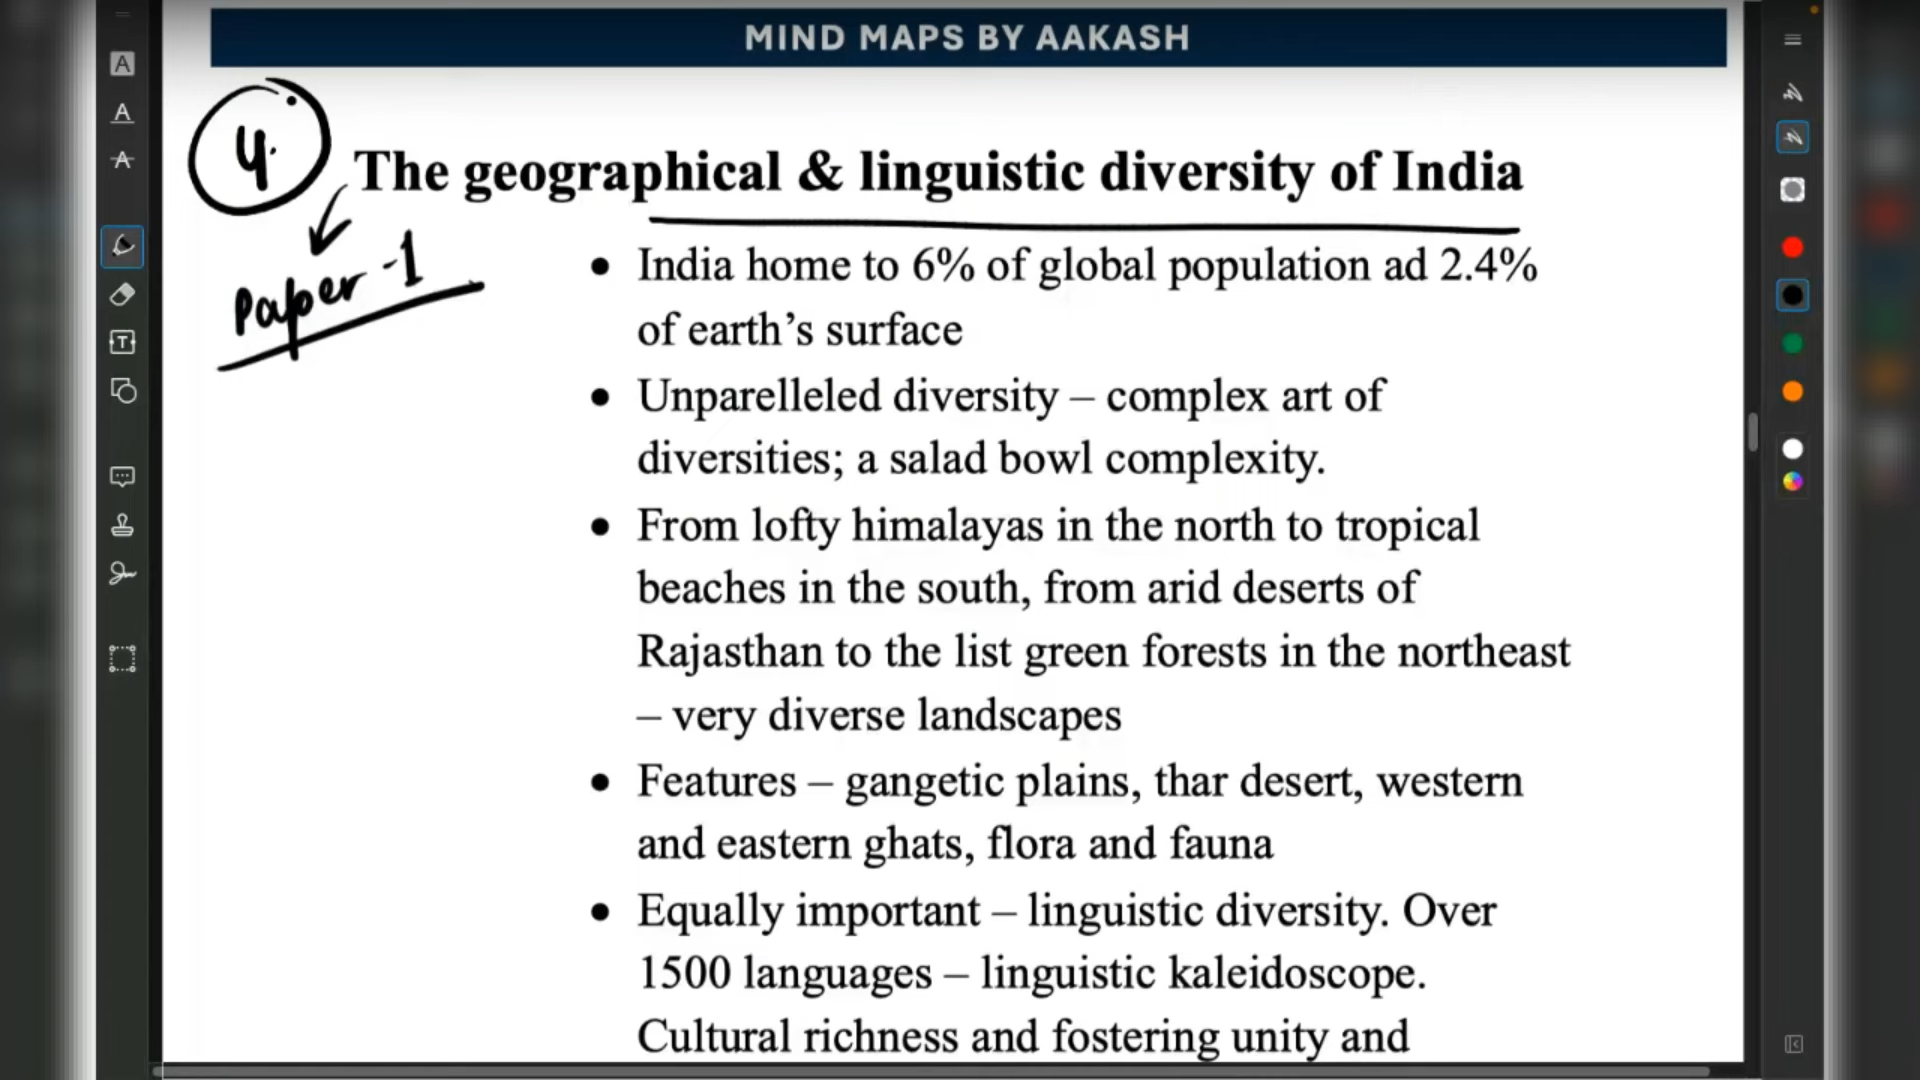 MIND MAPS BY AAKASH
4.
The geographical & linguistic diversity of India
Paper-1
• India home to 6% of global population ad 2.4%
of earth’s surface
• Unparelleled diversity – complex art of
diversities; a salad bowl complexity.
• From lofty himalayas in the north to tropical
beaches in the south, from arid deserts of
Rajasthan to the list green forests in the northeast
– very diverse landscapes
• Features – gangetic plains, thar desert, western
and eastern ghats, flora and fauna
• Equally important – linguistic diversity. Over
1500 languages – linguistic kaleidoscope.
Cultural richness and fostering unity and